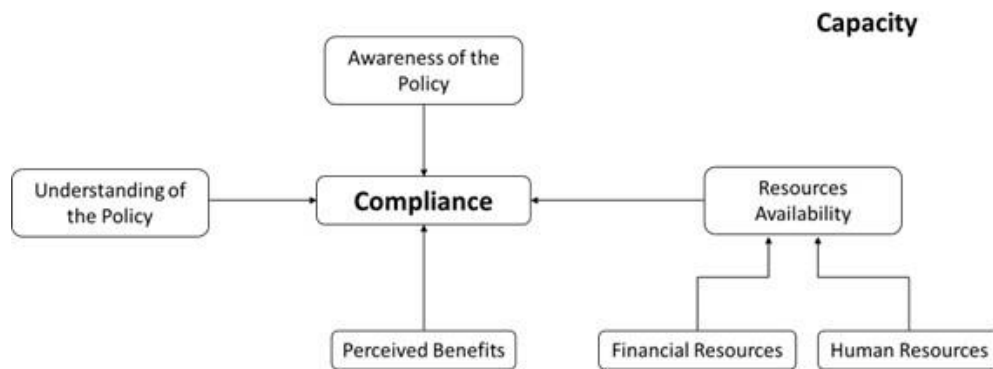 Capacity
Awareness of the
Policy
Understanding of
the Policy
Compliance
Resources
Availability
Perceived Benefits
Financial Resources
Human Resources